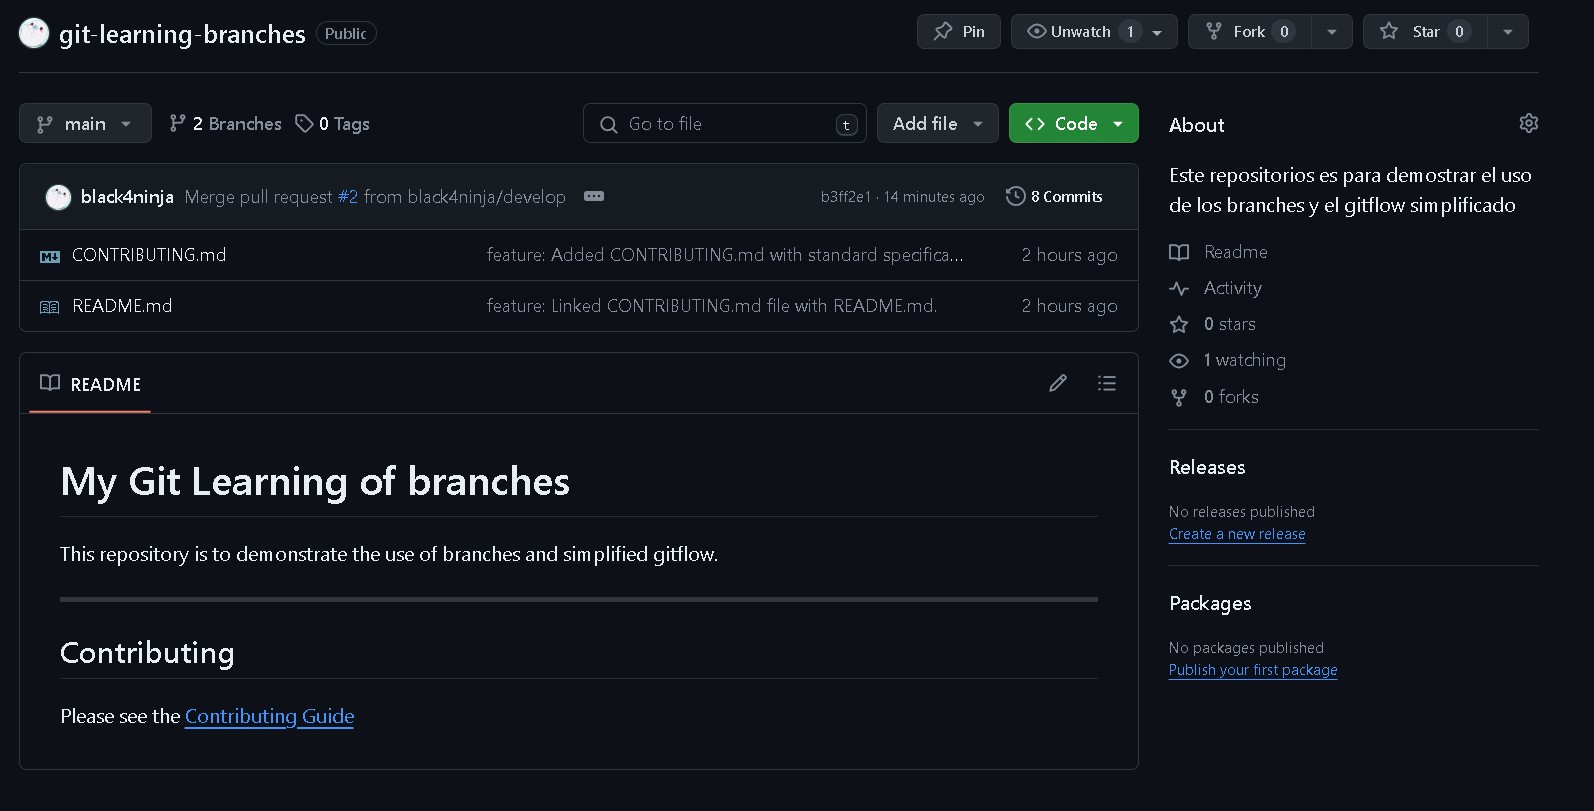 git-learning-branches Public
Pin
Unwatch 1
Fork 0
Star 0
main
2 Branches
0 Tags
Go to file t
Add file
Code
black4ninja Merge pull request #2 from black4ninja/develop
b3ff2e1 · 14 minutes ago
8 Commits
CONTRIBUTING.md feature: Added CONTRIBUTING.md with standard specifica... 2 hours ago
README.md feature: Linked CONTRIBUTING.md file with README.md. 2 hours ago
README
My Git Learning of branches
This repository is to demonstrate the use of branches and simplified gitflow.
Contributing
Please see the Contributing Guide
About
Este repositorios es para demostrar el uso
de los branches y el gitflow simplificado
Readme
Activity
0 stars
1 watching
0 forks
Releases
No releases published
Create a new release
Packages
No packages published
Publish your first package